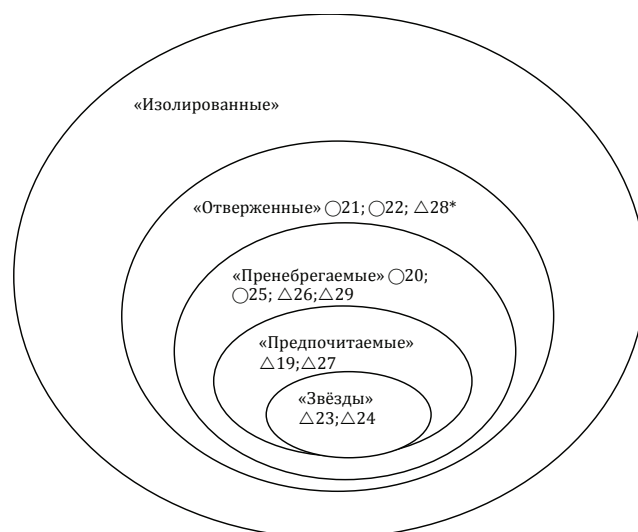 «Изолированные»
«Отверженные» ◯21; ◯22; △28*
«Пренебрегаемые» ◯20;
◯25; △26;△29
«Предпочитаемые»
△19;△27
«Звёзды»
△23;△24